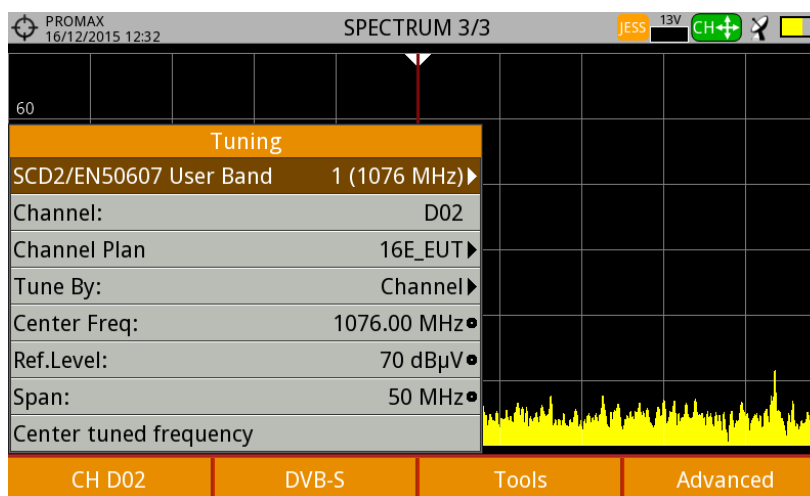 PROMAX
16/12/2015 12:32
SPECTRUM 3/3
JESS
13V
CH
60
Tuning
SCD2/EN50607 User Band 1 (1076 MHz)
Channel: D02
Channel Plan 16E_EUT
Tune By: Channel
Center Freq: 1076.00 MHz
Ref.Level: 70 dBµV
Span: 50 MHz
Center tuned frequency
CH D02
DVB-S
Tools
Advanced